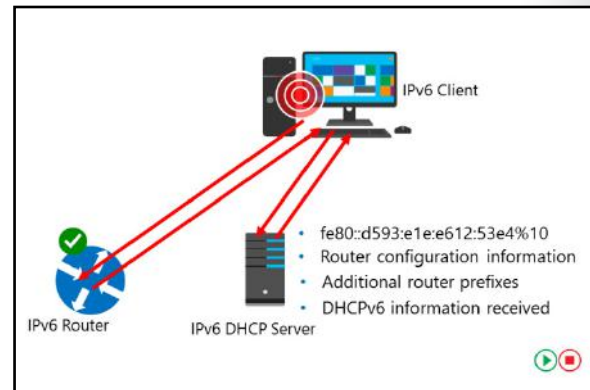 IPv6 Client
fe80::d593:e1e:e612:53e4%10
Router configuration information
Additional router prefixes
DHCPv6 information received
IPv6 Router
IPv6 DHCP Server